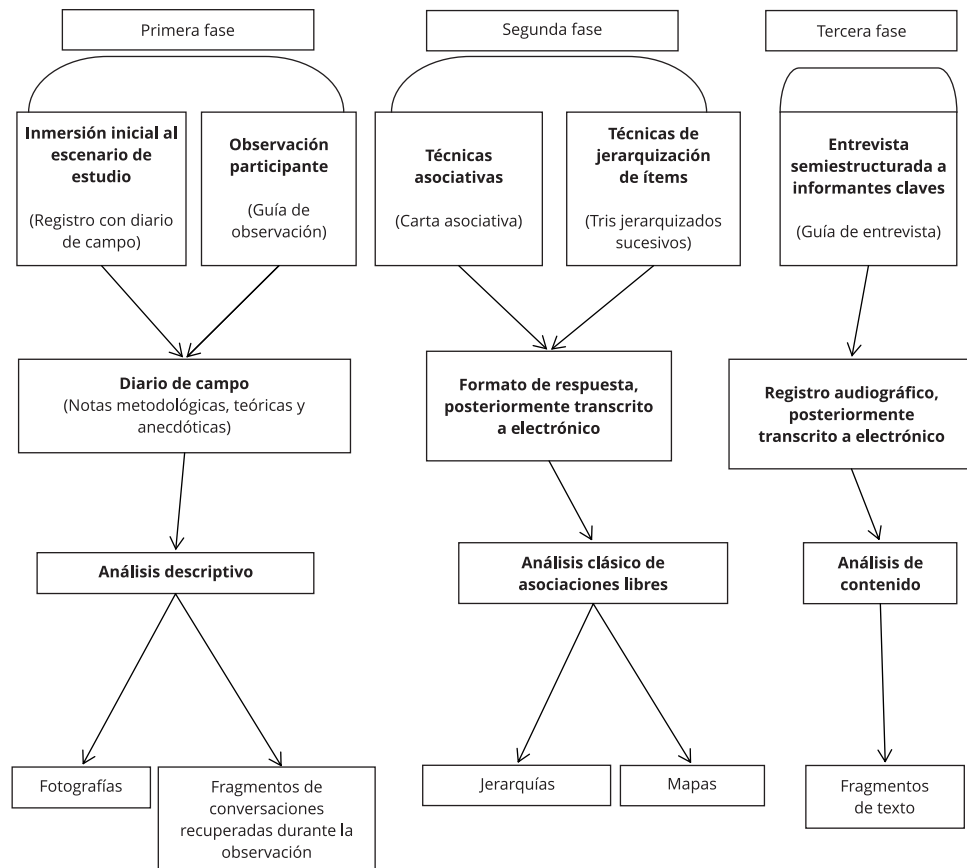 Primera fase
Segunda fase
Tercera fase
Inmersión inicial al
escenario de
estudio
(Registro con diario
de campo)
Observación
participante
(Guía de
observación)
Técnicas
asociativas
(Carta asociativa)
Técnicas de
jerarquización
de ítems
(Tris jerarquizados
sucesivos)
Entrevista
semiestructurada a
informantes claves
(Guía de entrevista)
Diario de campo
(Notas metodológicas, teóricas y
anecdóticas)
Formato de respuesta,
posteriormente transcrito
a electrónico
Registro audiográfico,
posteriormente
transcrito a electrónico
Análisis descriptivo
Análisis clásico de
asociaciones libres
Análisis de
contenido
Fotografías
Fragmentos de
conversaciones
recuperadas durante la
observación
Jerarquías
Mapas
Fragmentos
de texto